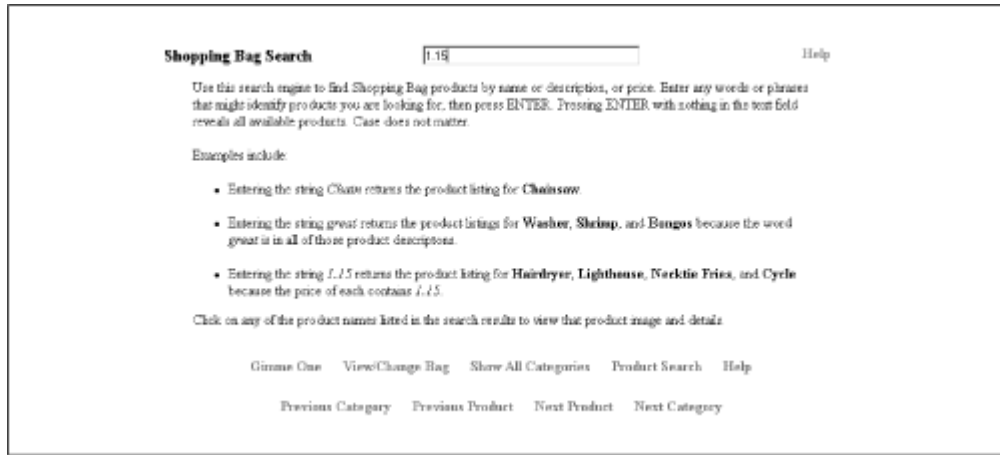 Shopping Bag Search 1.15 Help
Use this search engine to find Shopping Bag products by name or description, or price. Enter any words or phrases
that might identify products you are looking for, then press ENTER. Pressing ENTER with nothing in the text field
reveals all available products. Case does not matter.
Examples include:
• Entering the string Chain returns the product listing for Chainsaw.
• Entering the string great returns the product listings for Washer, Shrimp, and Bongos because the word
great is in all of those product descriptons.
• Entering the string 1.15 returns the product listing for Hairdryer, Lighthouse, Necktie Fries, and Cycle
because the price of each contains 1.15.
Click on any of the product names listed in the search results to view that product image and details
Gimme One View/Change Bag Show All Categories Product Search Help
Previous Category Previous Product Next Product Next Category